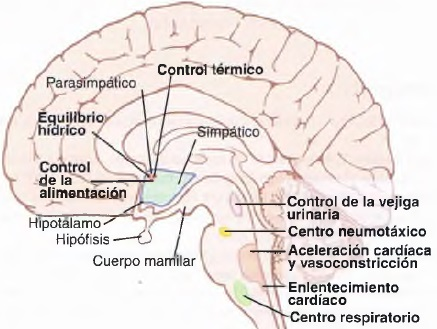 Control térmico
Parasimpático
Equilibrio
hídrico
Simpático
Control
de la
alimentación
Hipotálamo
Hipófisis
Cuerpo mamilar
Control de la vejiga
urinaria
Centro neumotáxico
Aceleración cardíaca
y vasoconstricción
Enlentecimiento
cardíaco
Centro respiratorio